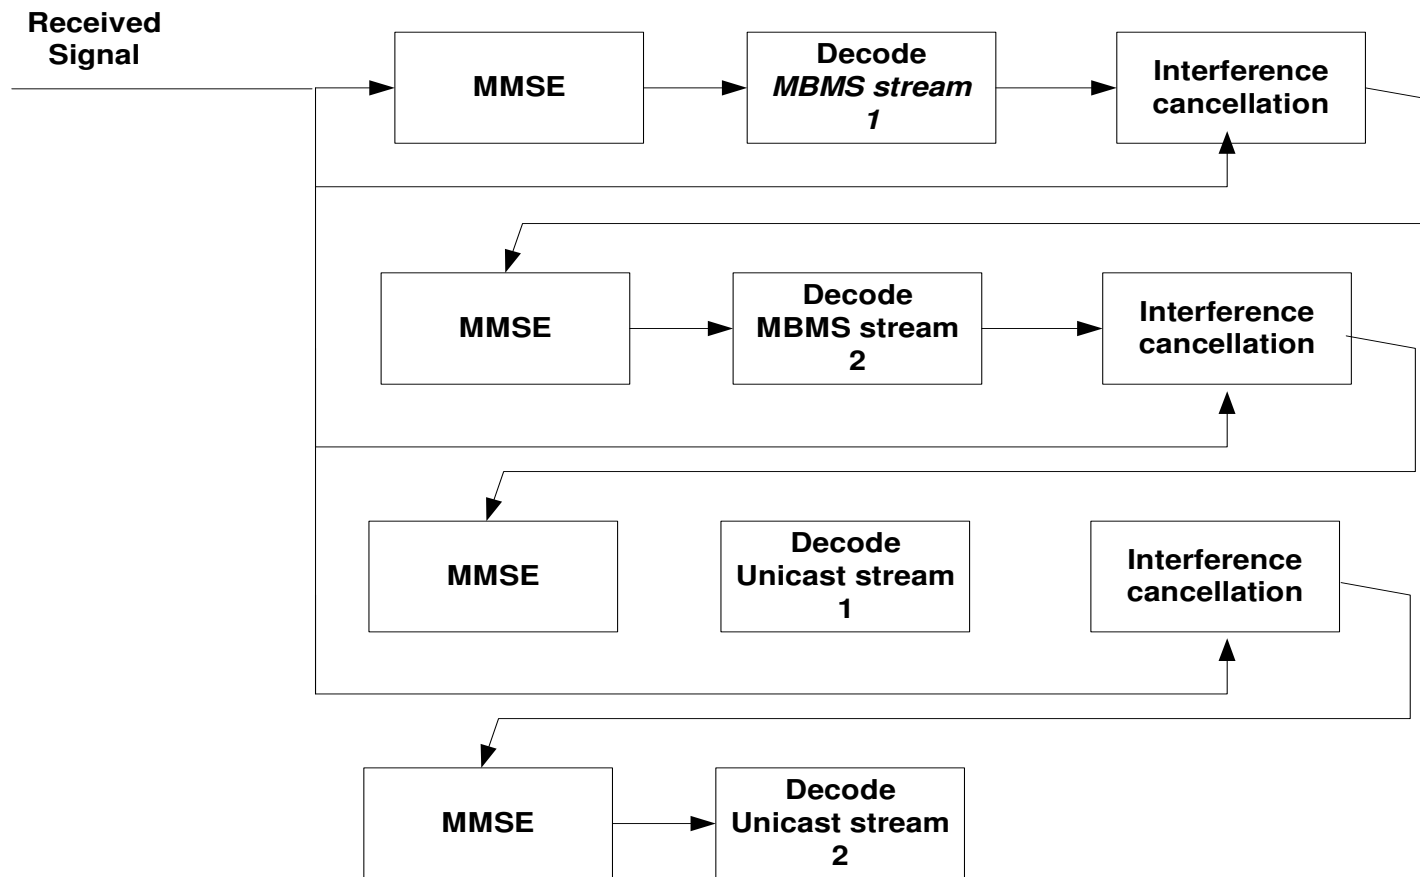 Received
Signal
MMSE
Decode
MBMS stream
1
Interference
cancellation
MMSE
Decode
MBMS stream
2
Interference
cancellation
MMSE
Decode
Unicast stream
1
Interference
cancellation
MMSE
Decode
Unicast stream
2